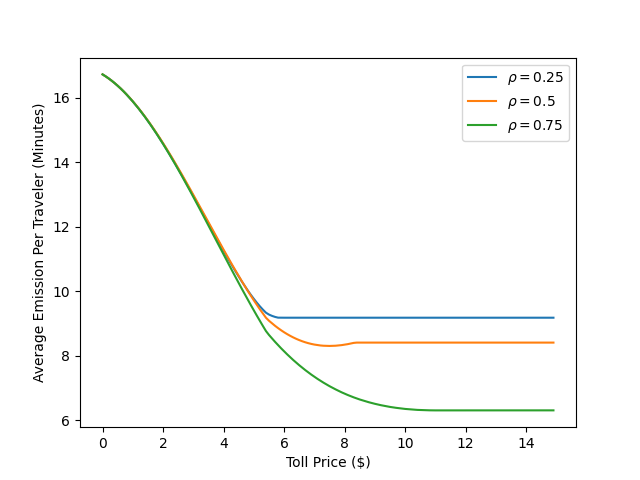 ρ = 0.25
ρ = 0.5
ρ = 0.75
Average Emission Per Traveler (Minutes)
16
14
12
10
8
6
0 2 4 6 8 10 12 14
Toll Price ($)